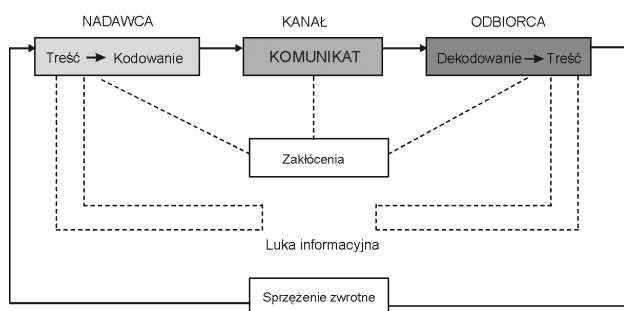 NADAWCA KANAŁ ODBIORCA
Treść Kodowanie KOMUNIKAT Dekodowanie Treść
Zakłócenia
Luka informacyjna
Sprzężenie zwrotne